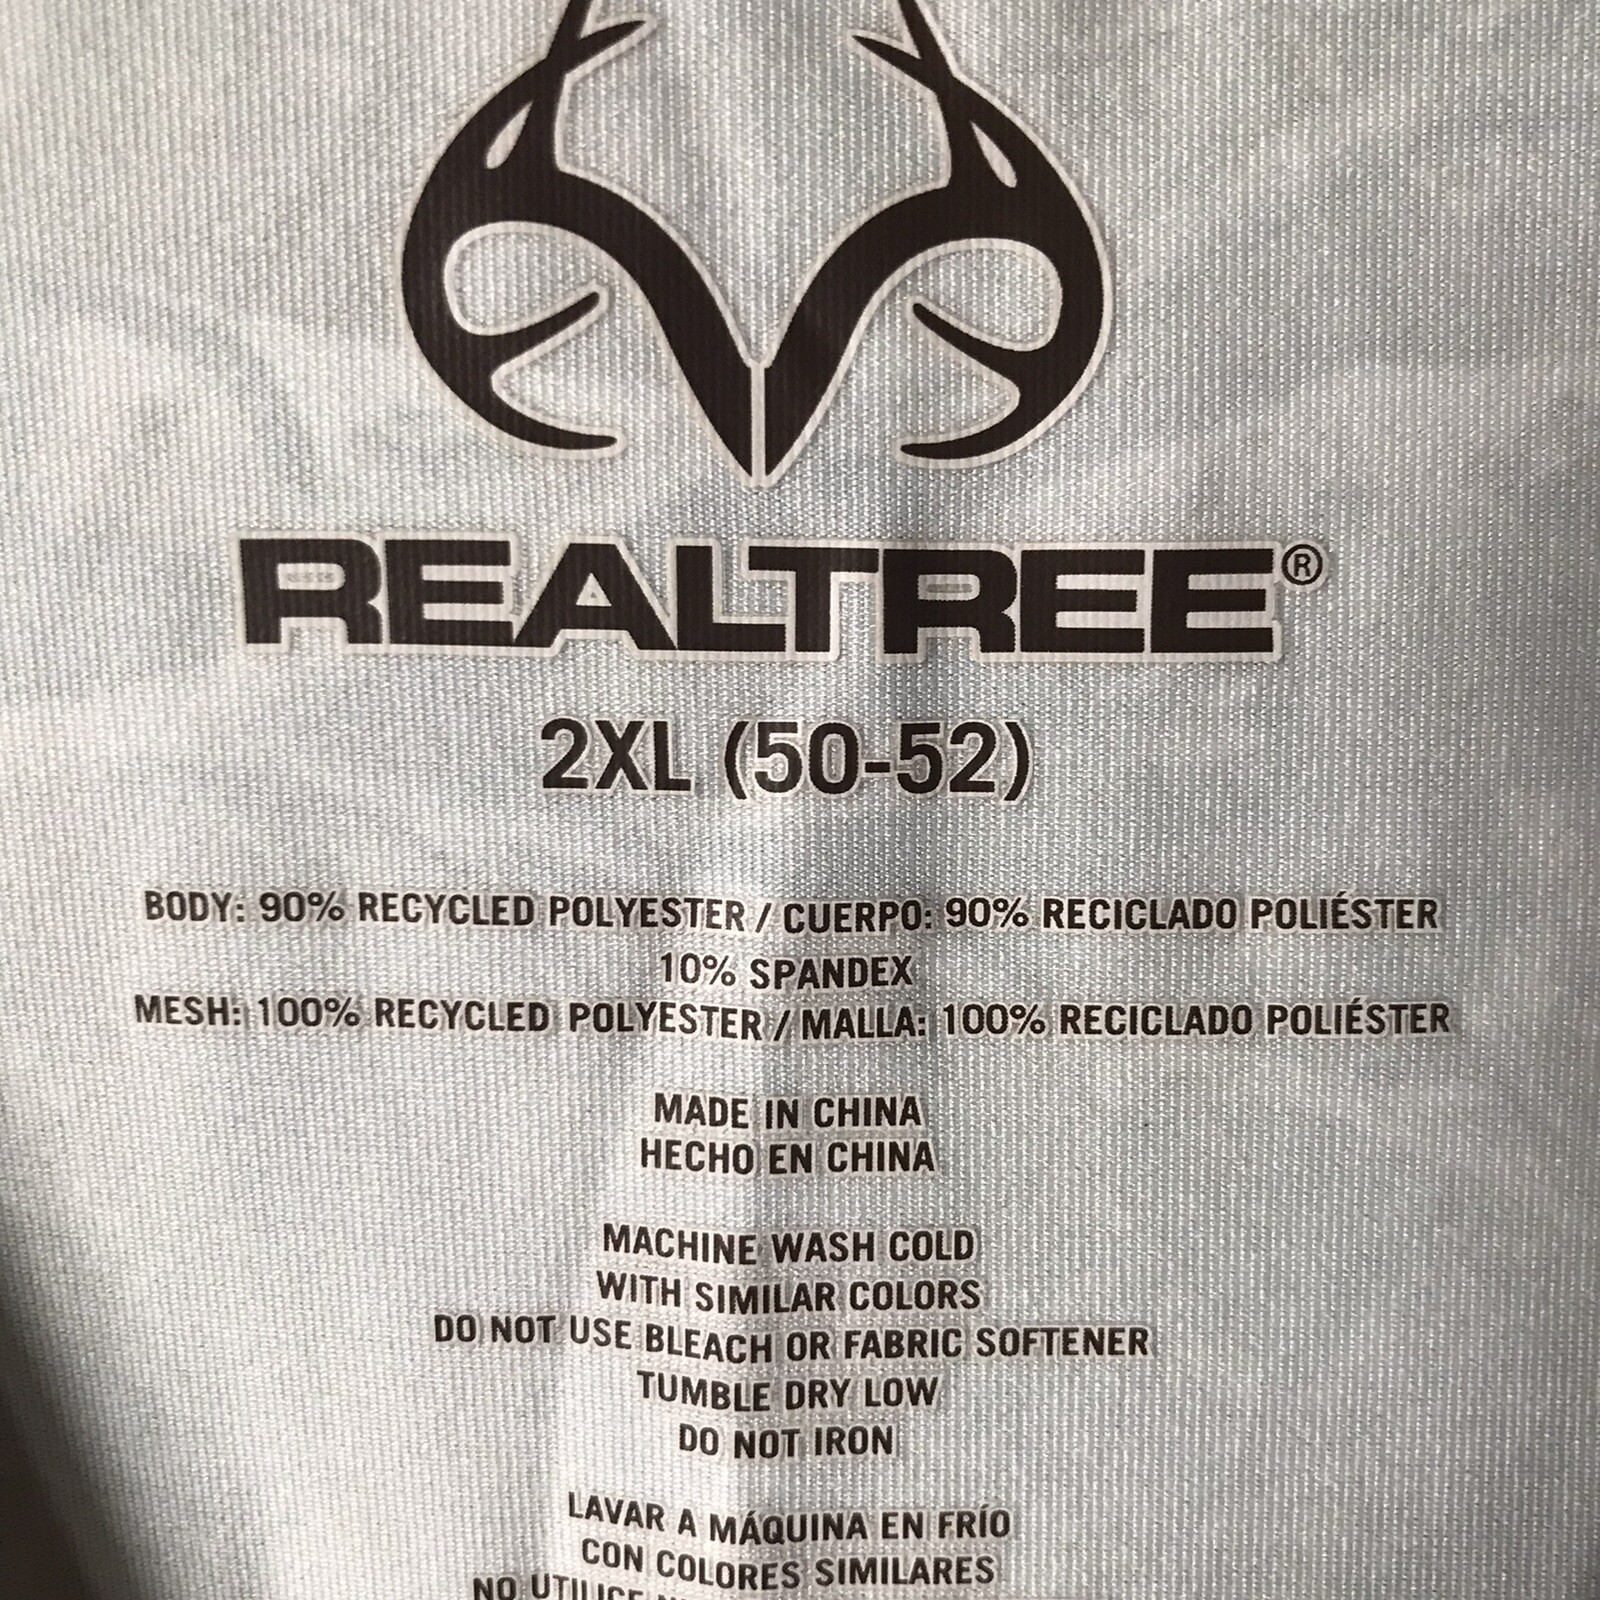 REALTREE®
2XL (50-52)
BODY: 90% RECYCLED POLYESTER / CUERPO: 90% RECICLADO POLIÉSTER
10% SPANDEX
MESH: 100% RECYCLED POLYESTER / MALLA: 100% RECICLADO POLIÉSTER
MADE IN CHINA
HECHO EN CHINA
MACHINE WASH COLD
WITH SIMILAR COLORS
DO NOT USE BLEACH OR FABRIC SOFTENER
TUMBLE DRY LOW
DO NOT IRON
LAVAR A MÁQUINA EN FRÍO
CON COLORES SIMILARES
NO UTILICE